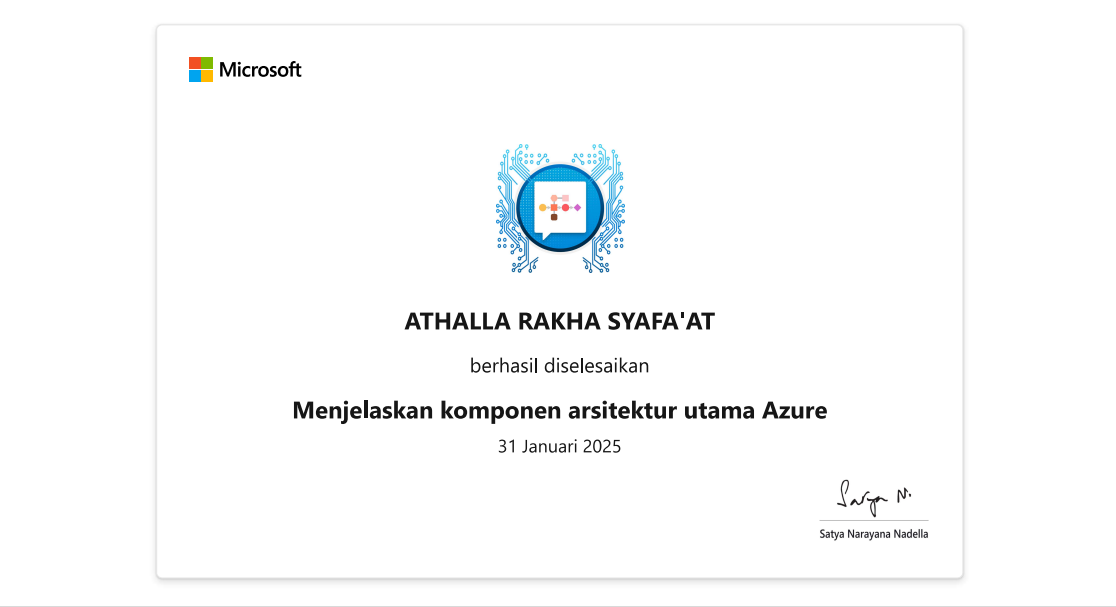 Microsoft
ATHALLA RAKHA SYAFA'AT
berhasil diselesaikan
Menjelaskan komponen arsitektur utama Azure
31 Januari 2025
Satya N.
Satya Narayana Nadella